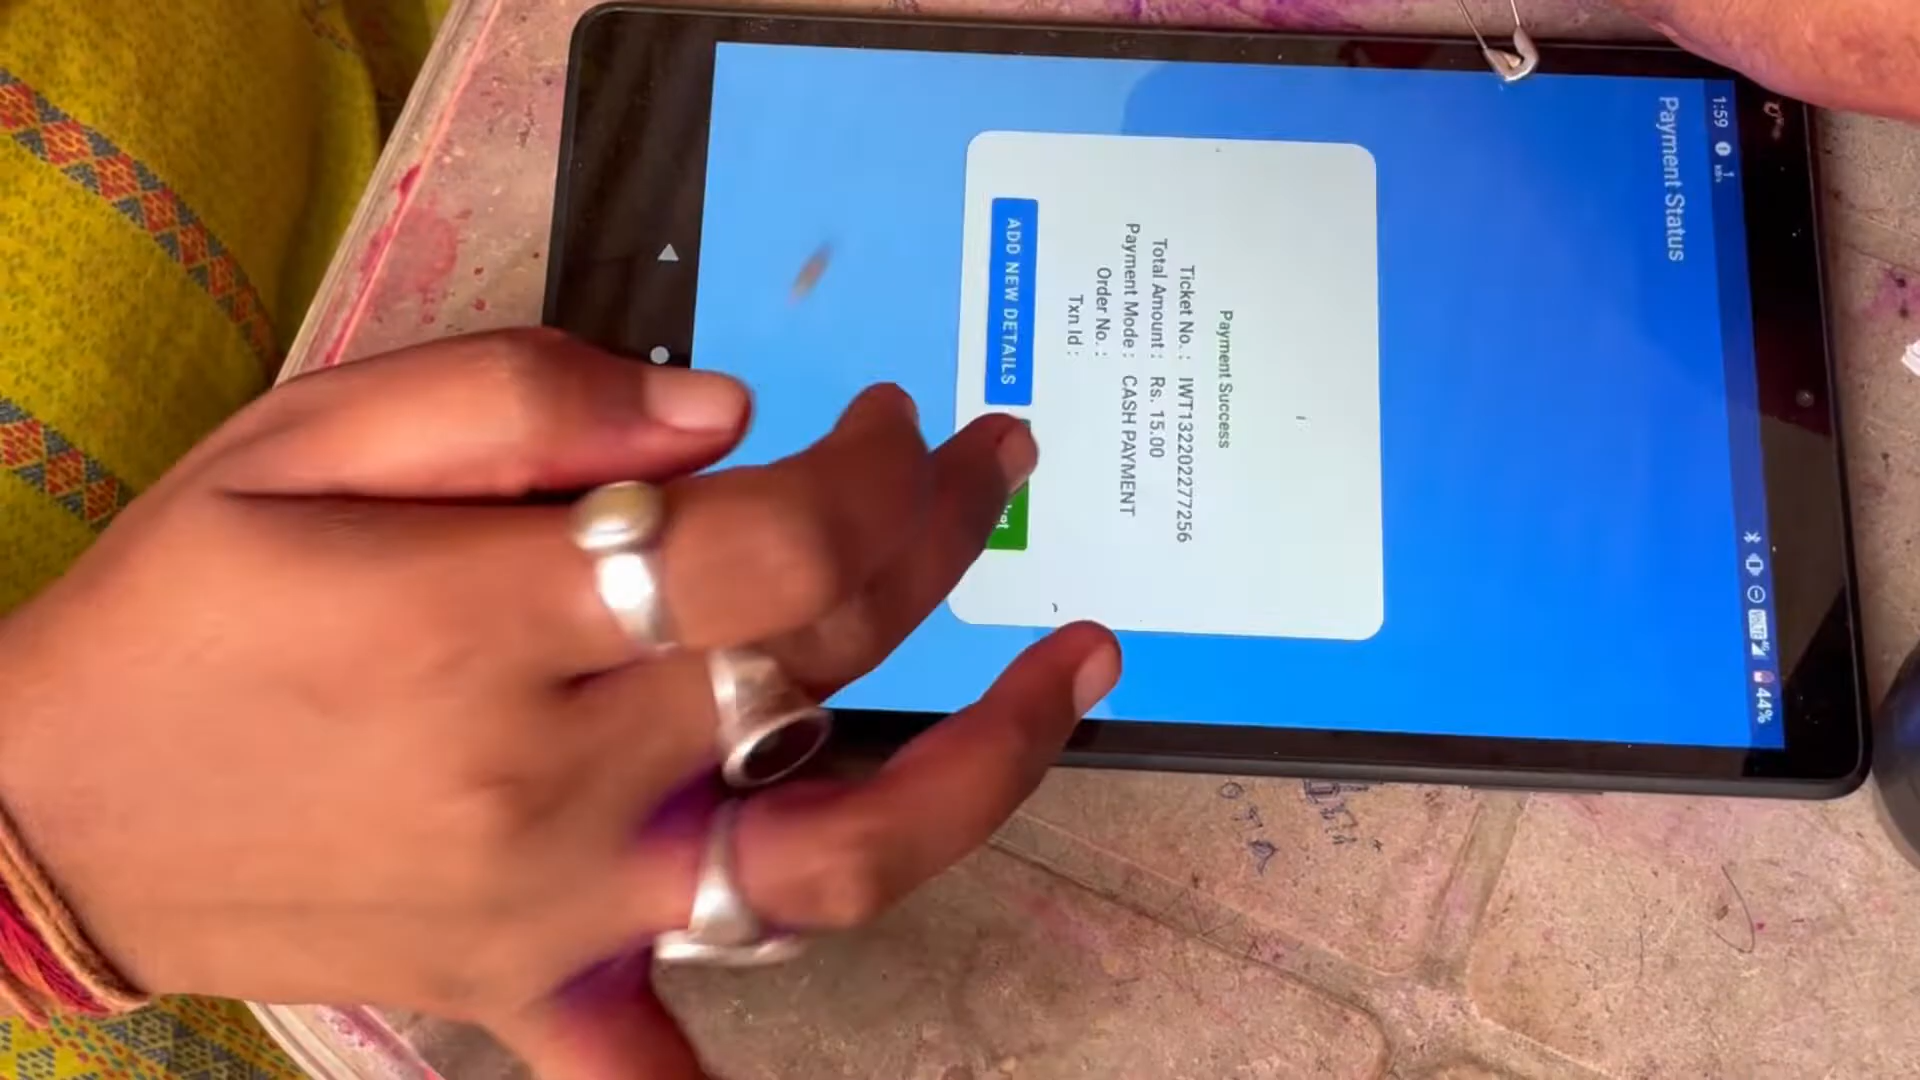 1:59
44%
Payment Status
Payment Success
Ticket No. : IWT132202277256
Total Amount : Rs. 15.00
Payment Mode : CASH PAYMENT
Order No. :
Txn Id :
ADD NEW DETAILS